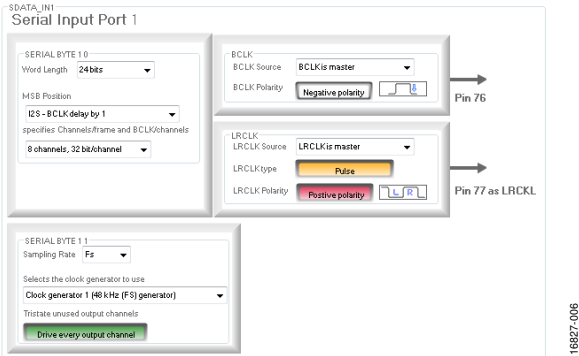 SDATA_IN1
Serial Input Port 1
SERIAL BYTE 1 0
Word Length 24 bits
MSB Position
I2S - BCLK delay by 1
specifies Channels/frame and BCLK/channels
8 channels, 32 bit/channel
BCLK
BCLK Source BCLK is master
BCLK Polarity Negative polarity
Pin 76
LRCLK
LRCLK Source LRCLK is master
LRCLK type Pulse
LRCLK Polarity Postive polarity L R
Pin 77 as LRCKL
SERIAL BYTE 1 1
Sampling Rate Fs
Selects the clock generator to use
Clock generator 1 (48 kHz (FS) generator)
Tristate unused output channels
Drive every output channel
16827-006